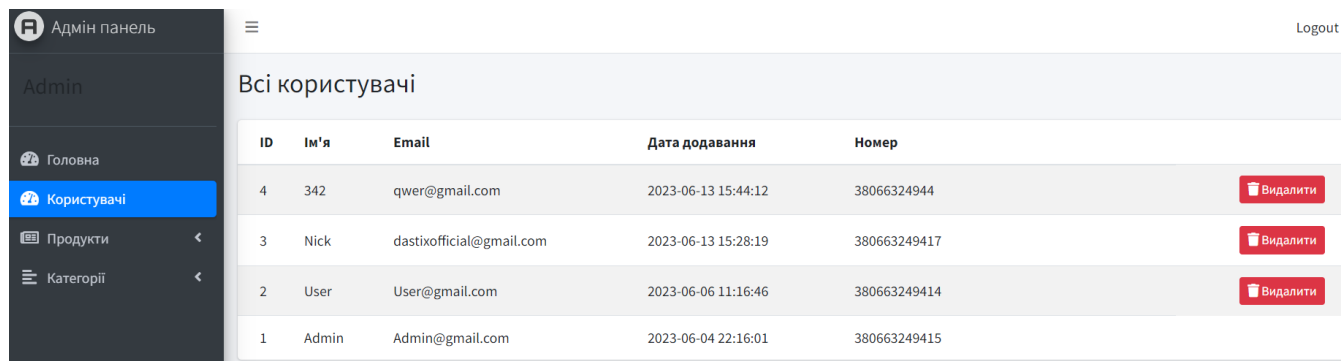 Адмін панель
Logout
Admin
Всі користувачі
Головна
Користувачі
Продукти
Категорії
ID Ім'я Email Дата додавання Номер
4 342 qwer@gmail.com 2023-06-13 15:44:12 38066324944 Видалити
3 Nick dastixofficial@gmail.com 2023-06-13 15:28:19 380663249417 Видалити
2 User User@gmail.com 2023-06-06 11:16:46 380663249414 Видалити
1 Admin Admin@gmail.com 2023-06-04 22:16:01 380663249415